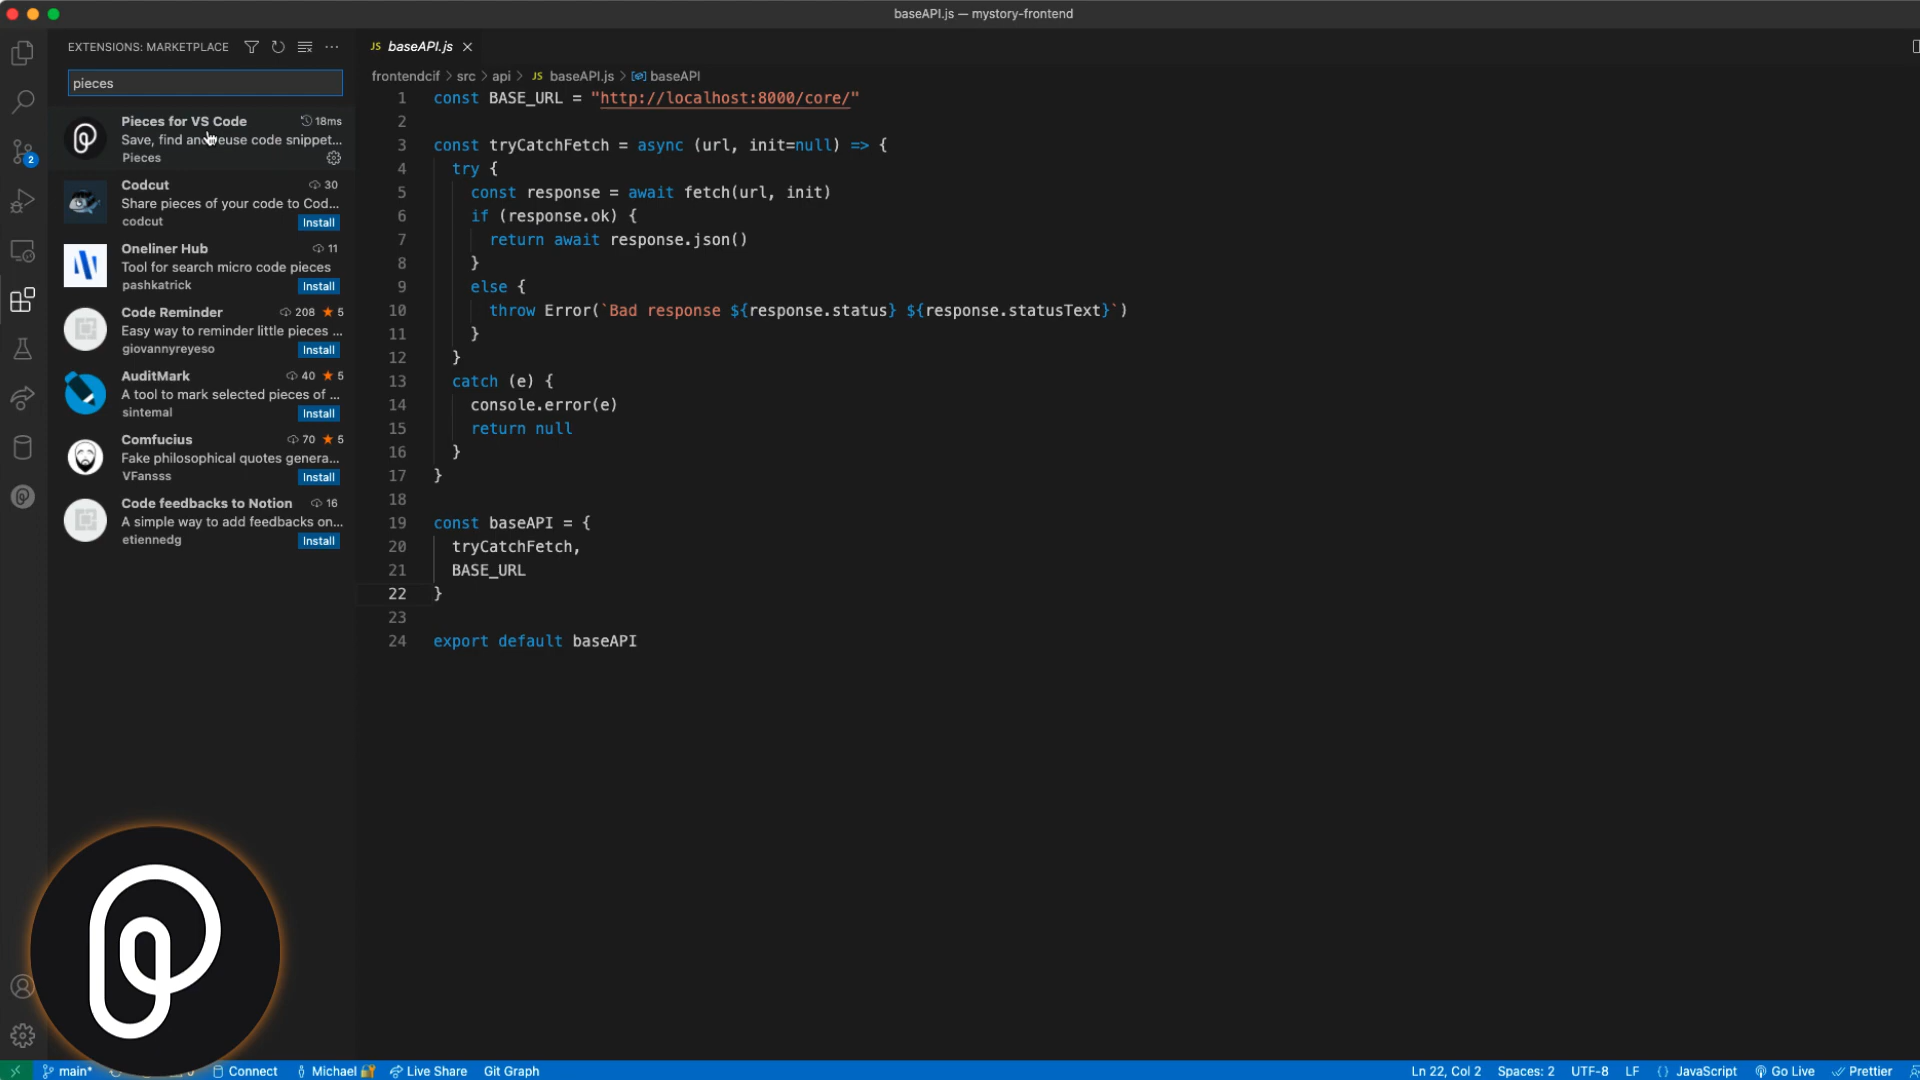 baseAPI.js — mystory-frontend
EXTENSIONS: MARKETPLACE
pieces
Pieces for VS Code 18ms
Save, find and reuse code snippet...
Pieces
Codcut 30
Share pieces of your code to Cod...
codcut Install
Oneliner Hub 11
Tool for search micro code pieces
pashkatrick Install
Code Reminder 208 ★ 5
Easy way to reminder little pieces ...
giovannyreyeso Install
AuditMark 40 ★ 5
A tool to mark selected pieces of ...
sintemal Install
Comfucius 70 ★ 5
Fake philosophical quotes genera...
VFansss Install
Code feedbacks to Notion 16
A simple way to add feedbacks on...
etiennedg Install
2
JS baseAPI.js ×
frontendcif > src > api > JS baseAPI.js > baseAPI
1 const BASE_URL = "http://localhost:8000/core/"
2
3 const tryCatchFetch = async (url, init=null) => {
4 try {
5 const response = await fetch(url, init)
6 if (response.ok) {
7 return await response.json()
8 }
9 else {
10 throw Error(`Bad response ${response.status} ${response.statusText}`)
11 }
12 }
13 catch (e) {
14 console.error(e)
15 return null
16 }
17 }
18
19 const baseAPI = {
20 tryCatchFetch,
21 BASE_URL
22 }
23
24 export default baseAPI
main* Connect Michael Live Share Git Graph Ln 22, Col 2 Spaces: 2 UTF-8 LF {} JavaScript Go Live Prettier